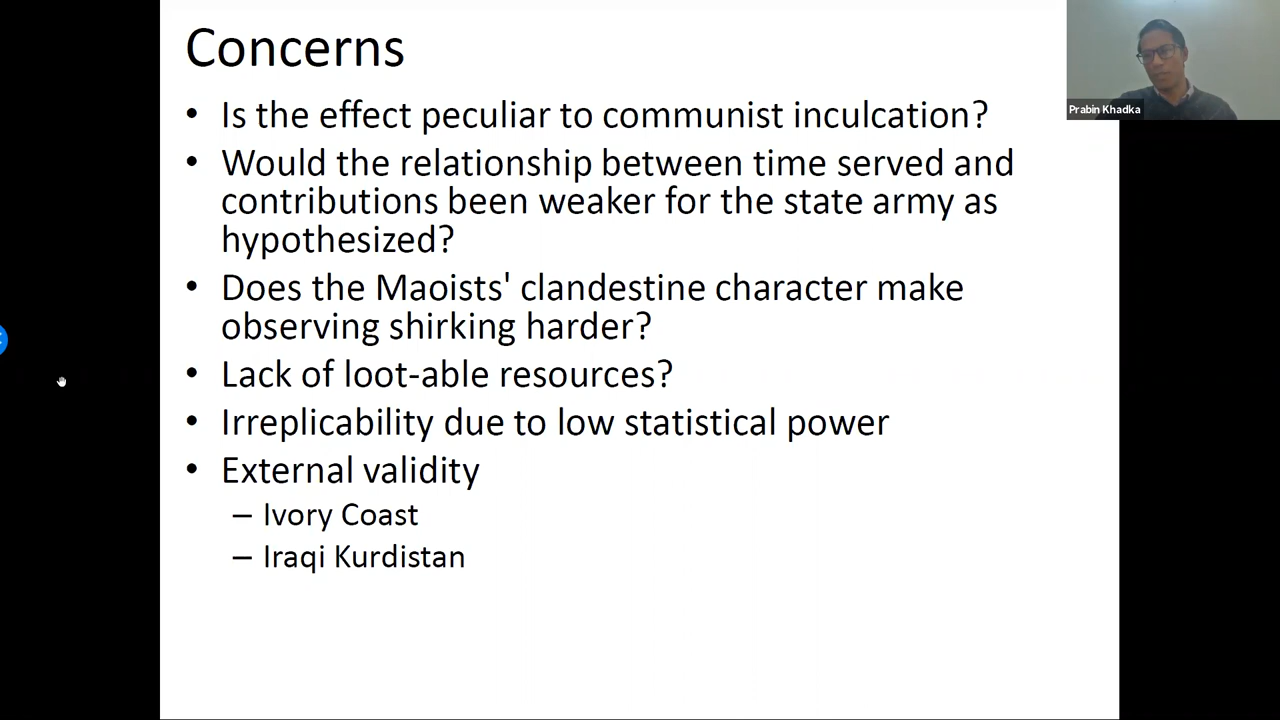 Concerns
• Is the effect peculiar to communist inculcation?
• Would the relationship between time served and
contributions been weaker for the state army as
hypothesized?
• Does the Maoists' clandestine character make
observing shirking harder?
• Lack of loot-able resources?
• Irreplicability due to low statistical power
• External validity
– Ivory Coast
– Iraqi Kurdistan
Prabin Khadka